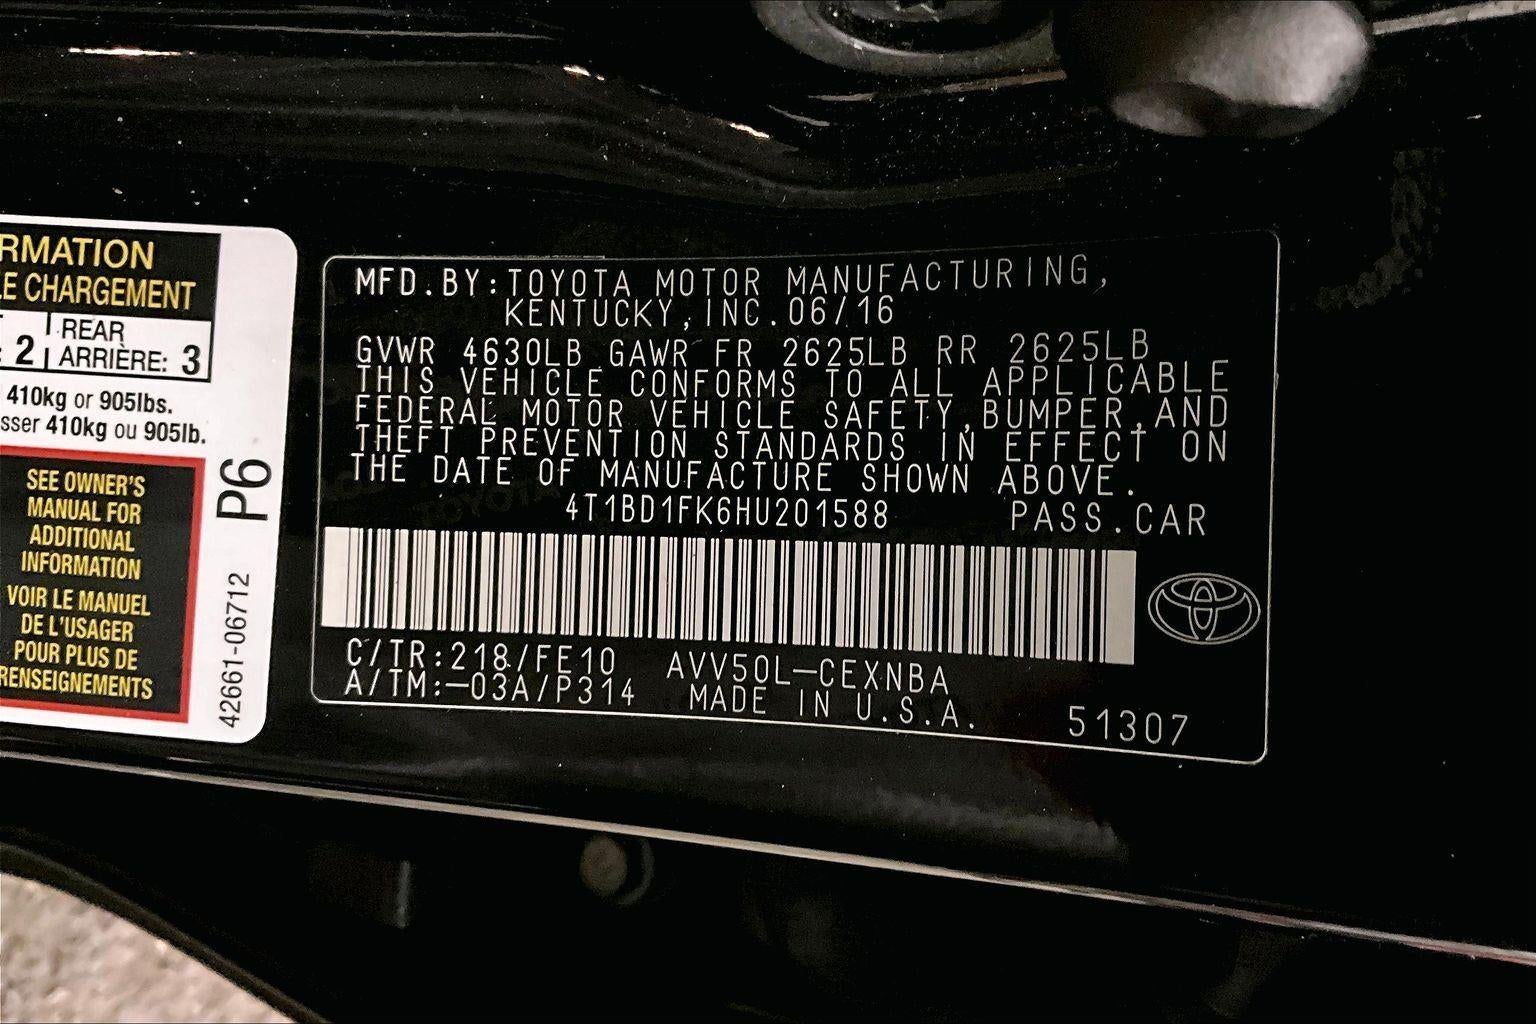 RMATION
LE CHARGEMENT
: 2 | REAR
ARRIÈRE: 3
410kg or 905lbs.
sser 410kg ou 905lb.
SEE OWNER'S
MANUAL FOR
ADDITIONAL
INFORMATION
VOIR LE MANUEL
DE L'USAGER
POUR PLUS DE
RENSEIGNEMENTS
P6
42661-06712
MFD.BY:TOYOTA MOTOR MANUFACTURING,
KENTUCKY,INC.06/16
GVWR 4630LB GAWR FR 2625LB RR 2625LB
THIS VEHICLE CONFORMS TO ALL APPLICABLE
FEDERAL MOTOR VEHICLE SAFETY,BUMPER,AND
THEFT PREVENTION STANDARDS IN EFFECT ON
THE DATE OF MANUFACTURE SHOWN ABOVE.
4T1BD1FK6HU201588 PASS.CAR
C/TR:218/FE10 AVV50L-CEXNBA
A/TM:-03A/P314 MADE IN U.S.A. 51307